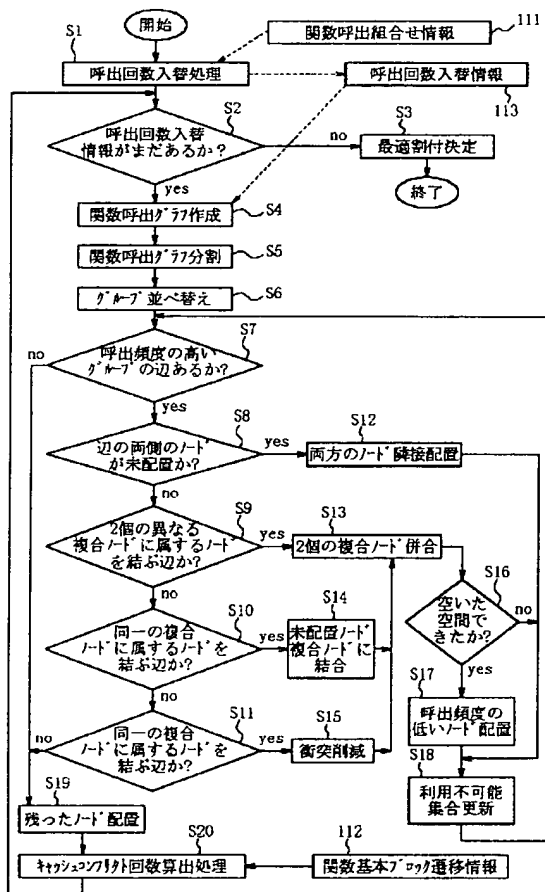 開始
S1
関数呼出組合せ情報
111
呼出回数入替処理
呼出回数入替情報
113
S2
呼出回数入替
情報がまだあるか?
no
S3
最適割付決定
終了
yes
関数呼出グラフ作成
S4
関数呼出グラフ分割
S5
グループ並べ替え
S6
S7
no
呼出頻度の高い
グループの辺あるか?
yes
S8
辺の両側のノード
が未配置か?
yes
S12
両方のノード隣接配置
no
S9
2個の異なる
複合ノードに属するノード
を結ぶ辺か?
yes
S13
2個の複合ノード併合
no
S10
同一の複合
ノードに属するノードを
結ぶ辺か?
yes
S14
未配置ノード
複合ノードに
結合
S16
空いた
空間で
きたか?
no
yes
no
S11
同一の複合
ノードに属するノードを
結ぶ辺か?
no
yes
S15
衝突削減
S17
呼出頻度の
低いノード配置
S18
利用不可能
集合更新
S19
残ったノード配置
S20
キャッシュコンフリクト回数算出処理
112
関数基本ブロック遷移情報